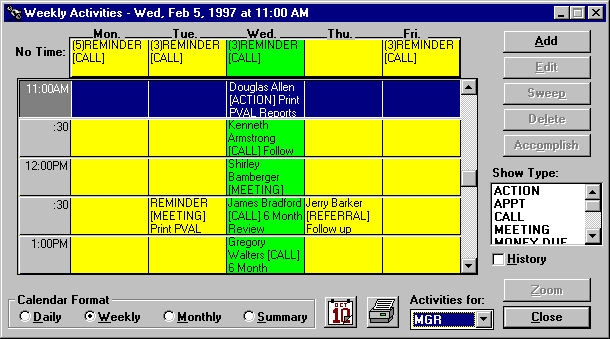 Weekly Activities - Wed, Feb 5, 1997 at 11:00 AM
Mon. Tue. Wed. Thu. Fri.
No Time: (5)REMINDER [CALL] (3)REMINDER [CALL] (3)REMINDER [CALL] (3)REMINDER [CALL]
11:00AM Douglas Allen [ACTION] Print PVAL Reports
:30 Kenneth Armstrong [CALL] Follow
12:00PM Shirley Bamberger [MEETING]
:30 REMINDER [MEETING] Print PVAL James Bradford [CALL] 6 Month Review Jerry Barker [REFERRAL] Follow up
1:00PM Gregory Walters [CALL] 6 Month
Add
Edit
Sweep
Delete
Accomplish
Show Type:
ACTION
APPT
CALL
MEETING
MONEY DUE
History
Zoom
Close
Calendar Format
Daily Weekly Monthly Summary
OCT
12
Activities for:
MGR